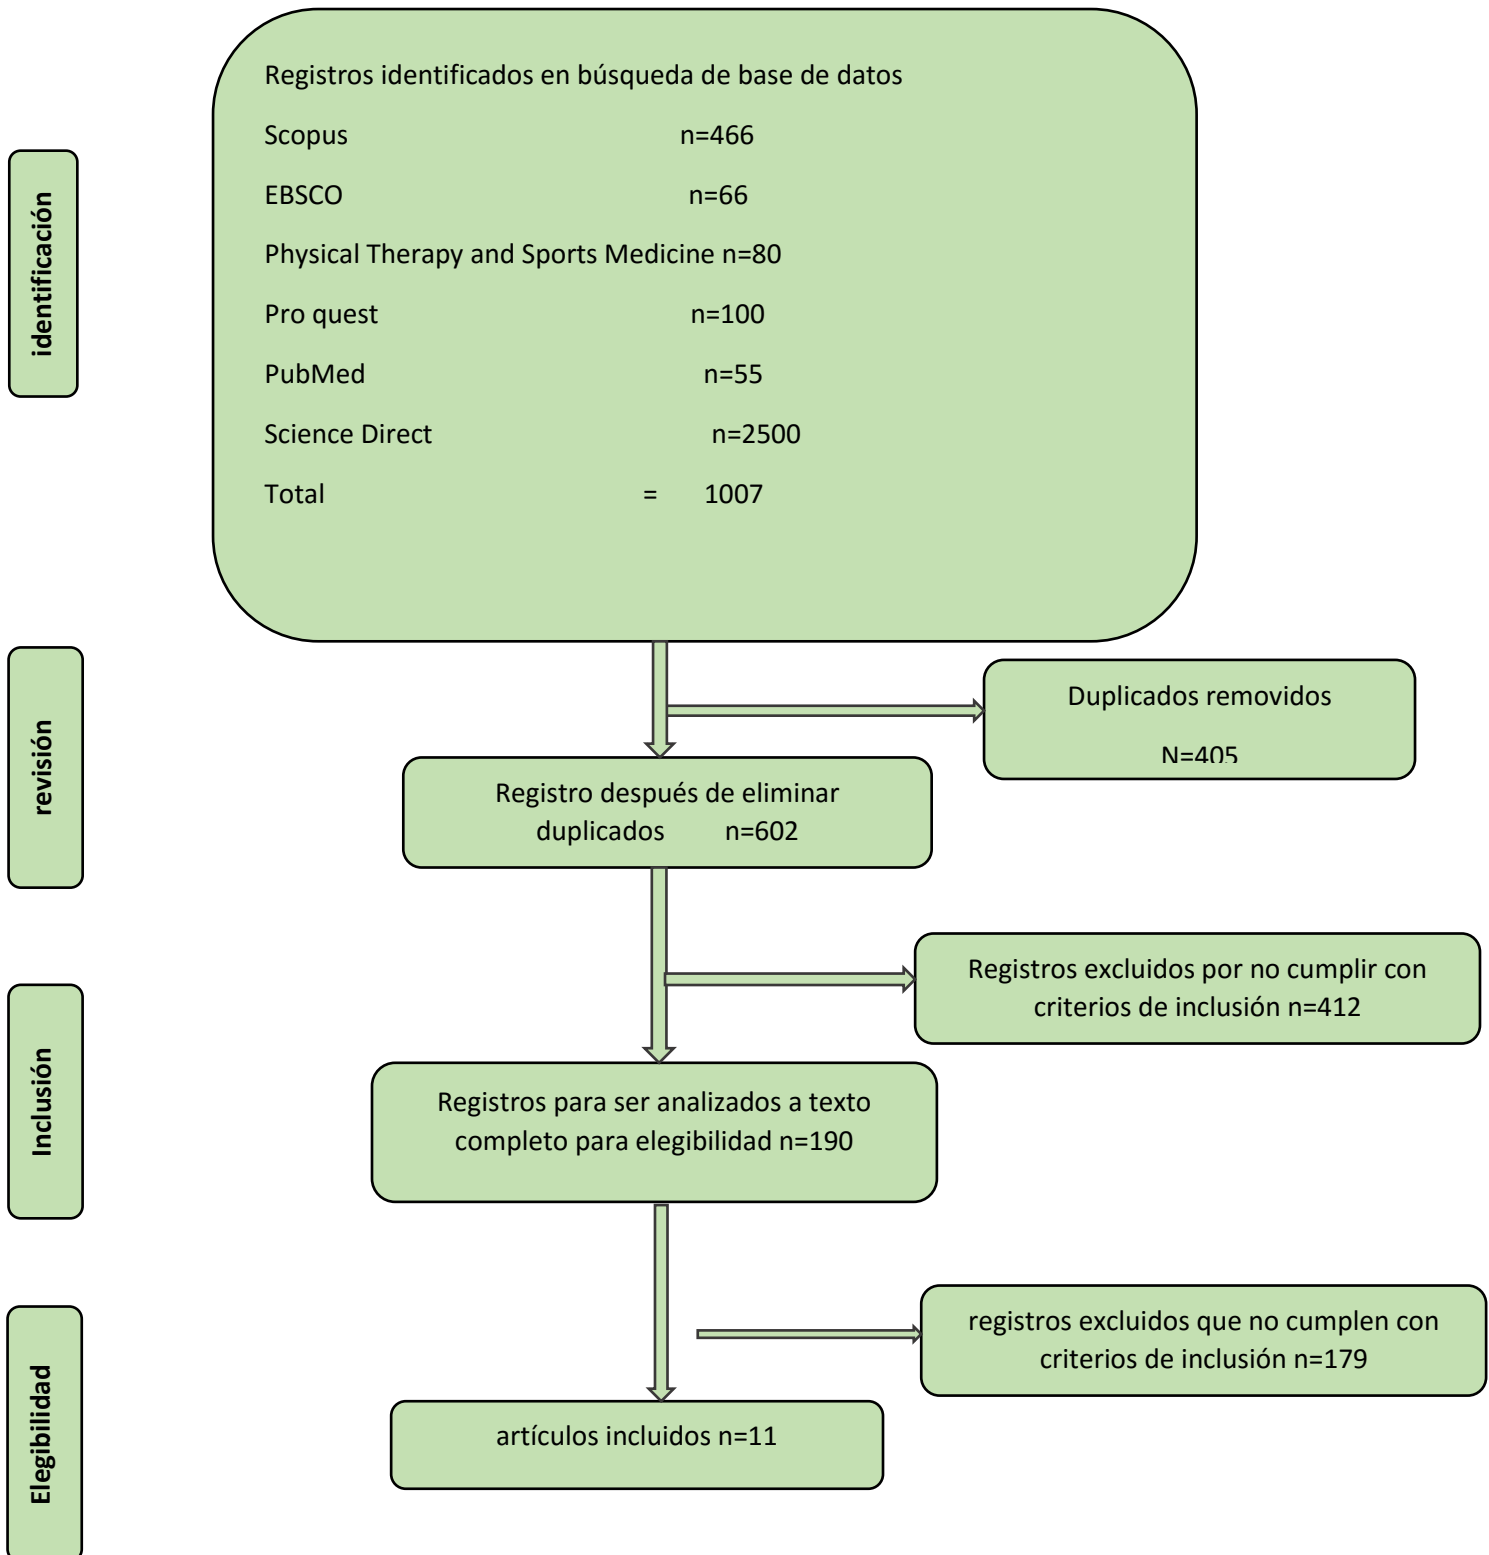 Registros identificados en búsqueda de base de datos
Scopus n=466
EBSCO n=66
Physical Therapy and Sports Medicine n=80
Pro quest n=100
PubMed n=55
Science Direct n=2500
Total = 1007
identificación
Duplicados removidos
N=405
revisión
Registro después de eliminar
duplicados n=602
Registros excluidos por no cumplir con
criterios de inclusión n=412
Inclusión
Registros para ser analizados a texto
completo para elegibilidad n=190
registros excluidos que no cumplen con
criterios de inclusión n=179
Elegibilidad
artículos incluidos n=11